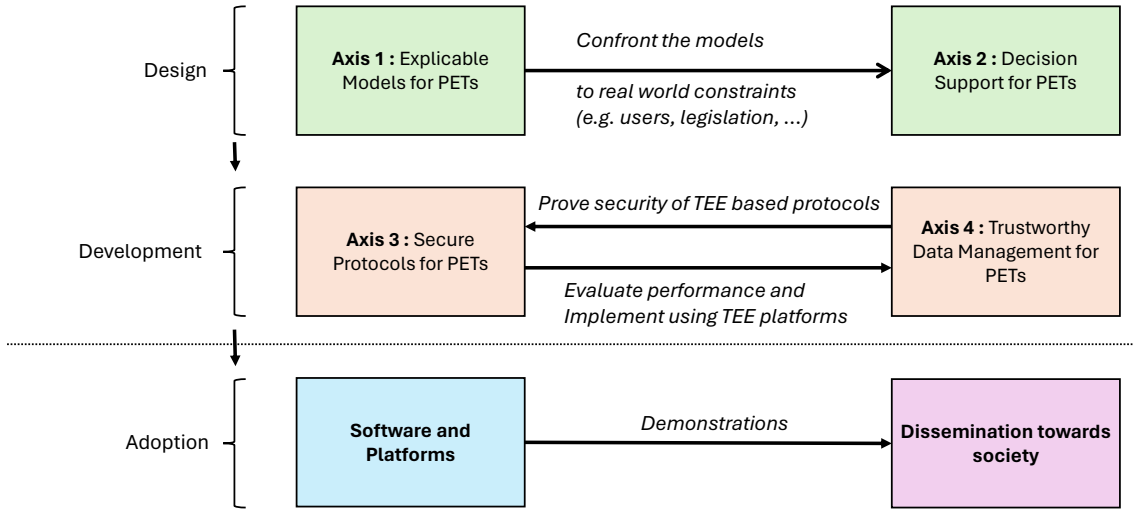 Design
Axis 1 : Explicable
Models for PETs
Confront the models
to real world constraints
(e.g. users, legislation, ...)
Axis 2 : Decision
Support for PETs
Development
Axis 3 : Secure
Protocols for PETs
Prove security of TEE based protocols
Evaluate performance and
Implement using TEE platforms
Axis 4 : Trustworthy
Data Management for
PETs
Adoption
Software and
Platforms
Demonstrations
Dissemination towards
society